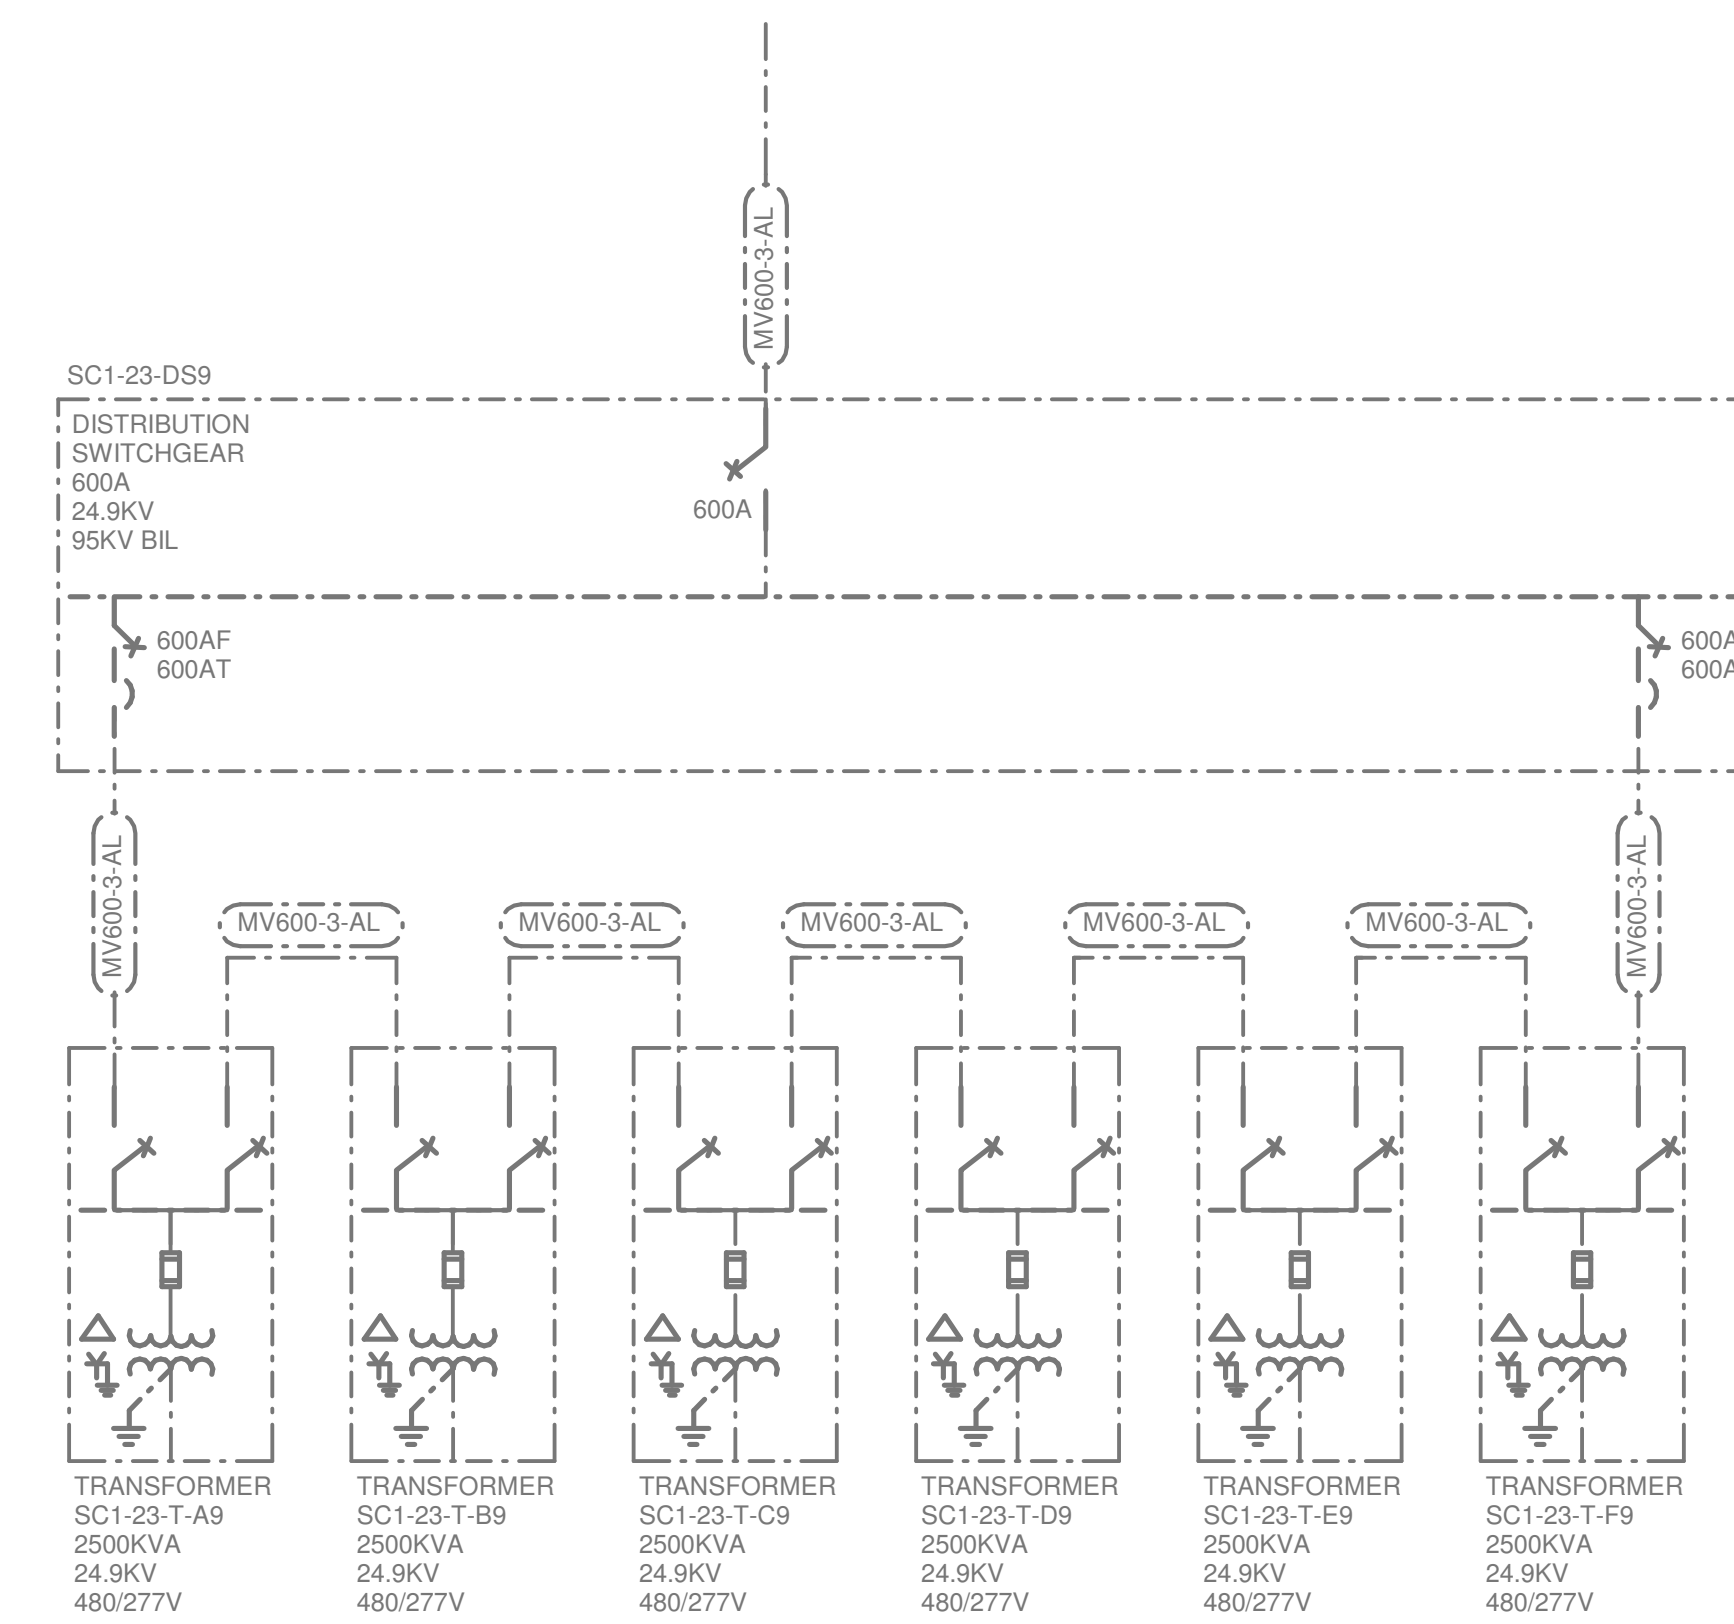 MV600-3-AL
SC1-23-DS9
DISTRIBUTION
SWITCHGEAR
600A
24.9KV
95KV BIL
600A
600AF
600AT
600A
600A
MV600-3-AL
MV600-3-AL
MV600-3-AL
MV600-3-AL
MV600-3-AL
MV600-3-AL
MV600-3-AL
TRANSFORMER
SC1-23-T-A9
2500KVA
24.9KV
480/277V
TRANSFORMER
SC1-23-T-B9
2500KVA
24.9KV
480/277V
TRANSFORMER
SC1-23-T-C9
2500KVA
24.9KV
480/277V
TRANSFORMER
SC1-23-T-D9
2500KVA
24.9KV
480/277V
TRANSFORMER
SC1-23-T-E9
2500KVA
24.9KV
480/277V
TRANSFORMER
SC1-23-T-F9
2500KVA
24.9KV
480/277V